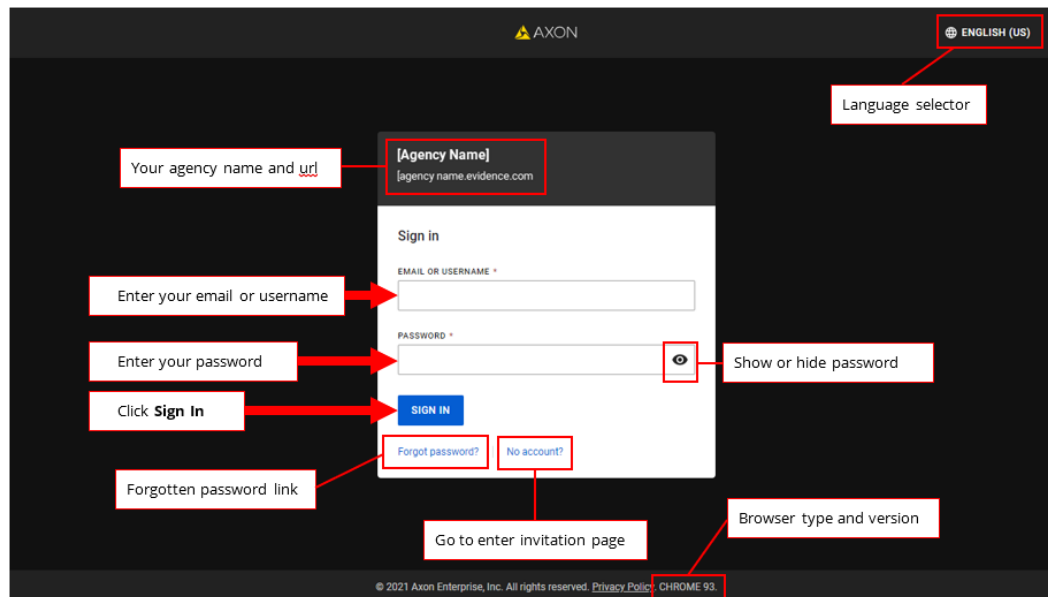 AXON
ENGLISH (US)
Language selector
[Agency Name]
[agency name.evidence.com
Your agency name and url
Sign in
EMAIL OR USERNAME *
Enter your email or username
PASSWORD *
Enter your password
Show or hide password
Click Sign In
SIGN IN
Forgot password?
No account?
Forgotten password link
Go to enter invitation page
Browser type and version
© 2021 Axon Enterprise, Inc. All rights reserved. Privacy Policy. CHROME 93.